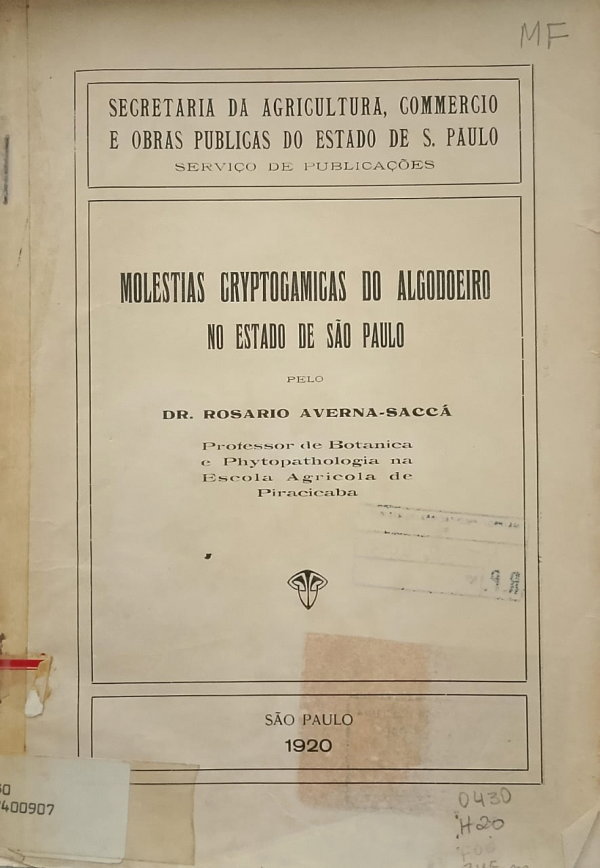 MF
SECRETARIA DA AGRICULTURA, COMMERCIO
E OBRAS PUBLICAS DO ESTADO DE S. PAULO
SERVIÇO DE PUBLICAÇÕES
MOLESTIAS CRYPTOGAMICAS DO ALGODOEIRO
NO ESTADO DE SÃO PAULO
PELO
DR. ROSARIO AVERNA-SACCÁ
Professor de Botanica
e Phytopathologia na
Escola Agricola de
Piracicaba
SÃO PAULO
1920
400907
0430
H20